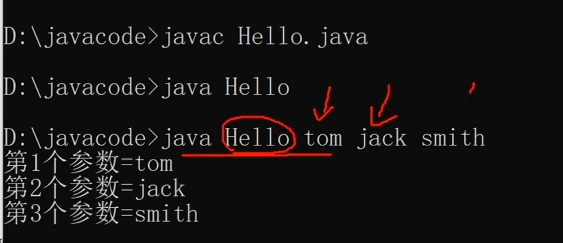 D:\javacode>javac Hello.java
D:\javacode>java Hello
D:\javacode>java Hello tom jack smith
第1个参数=tom
第2个参数=jack
第3个参数=smith